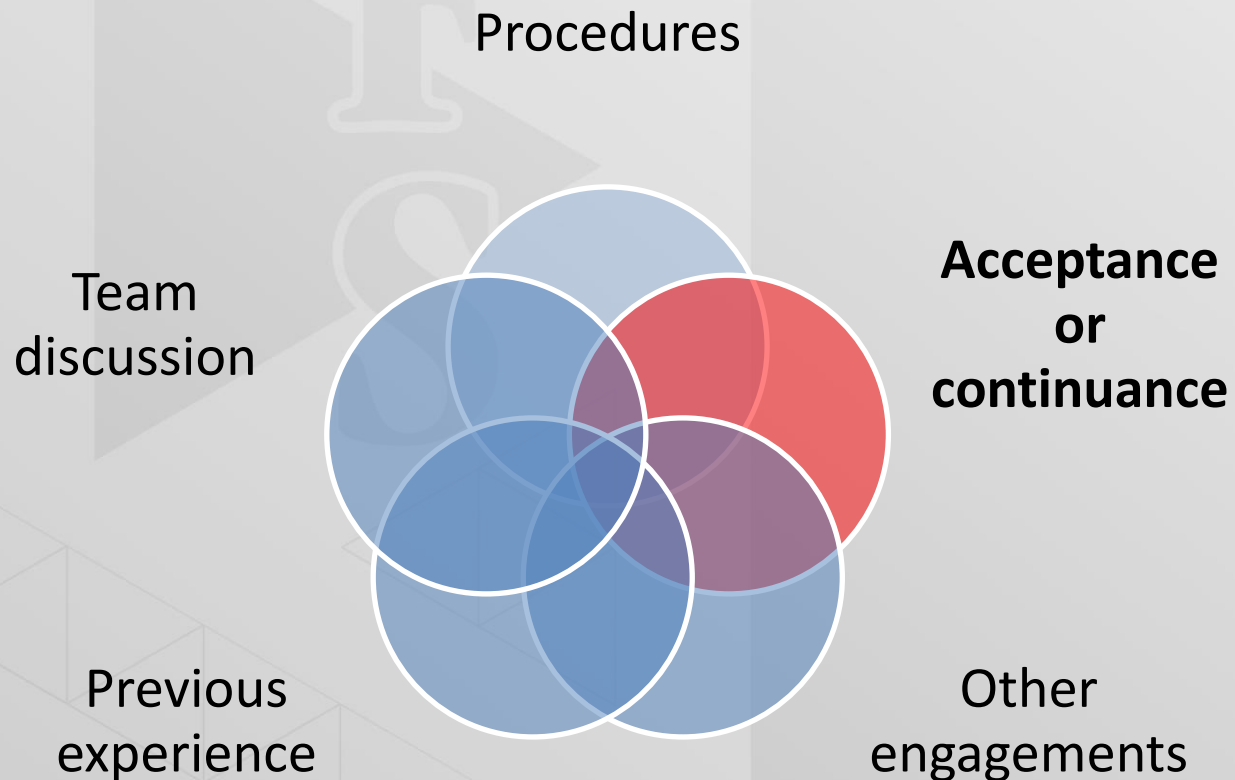 Procedures
Team
discussion
Acceptance
or
continuance
Previous
experience
Other
engagements